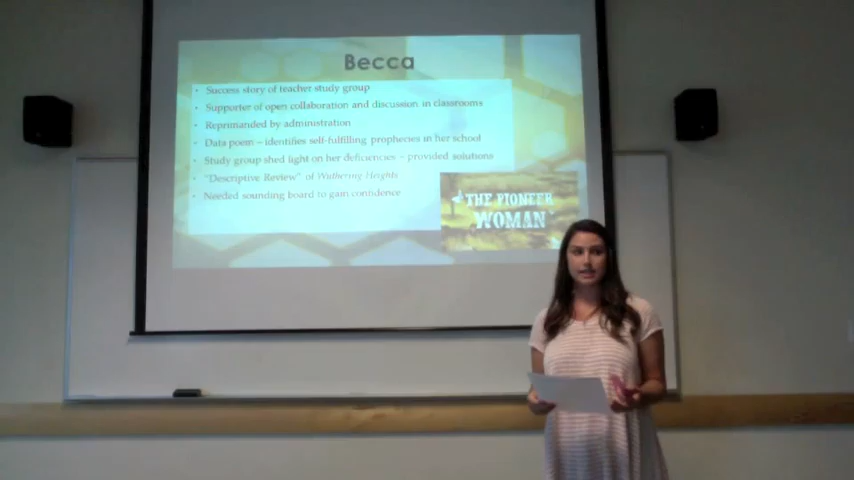 Becca
• Success story of teacher study group
• Supporter of open collaboration and discussion in classrooms
• Reprimanded by administration
• Data poem – identifies self-fulfilling prophecies in her school
• Study group shed light on her deficiencies – provided solutions
• "Descriptive Review" of Wuthering Heights
• Needed sounding board to gain confidence
THE PIONEER
WOMAN